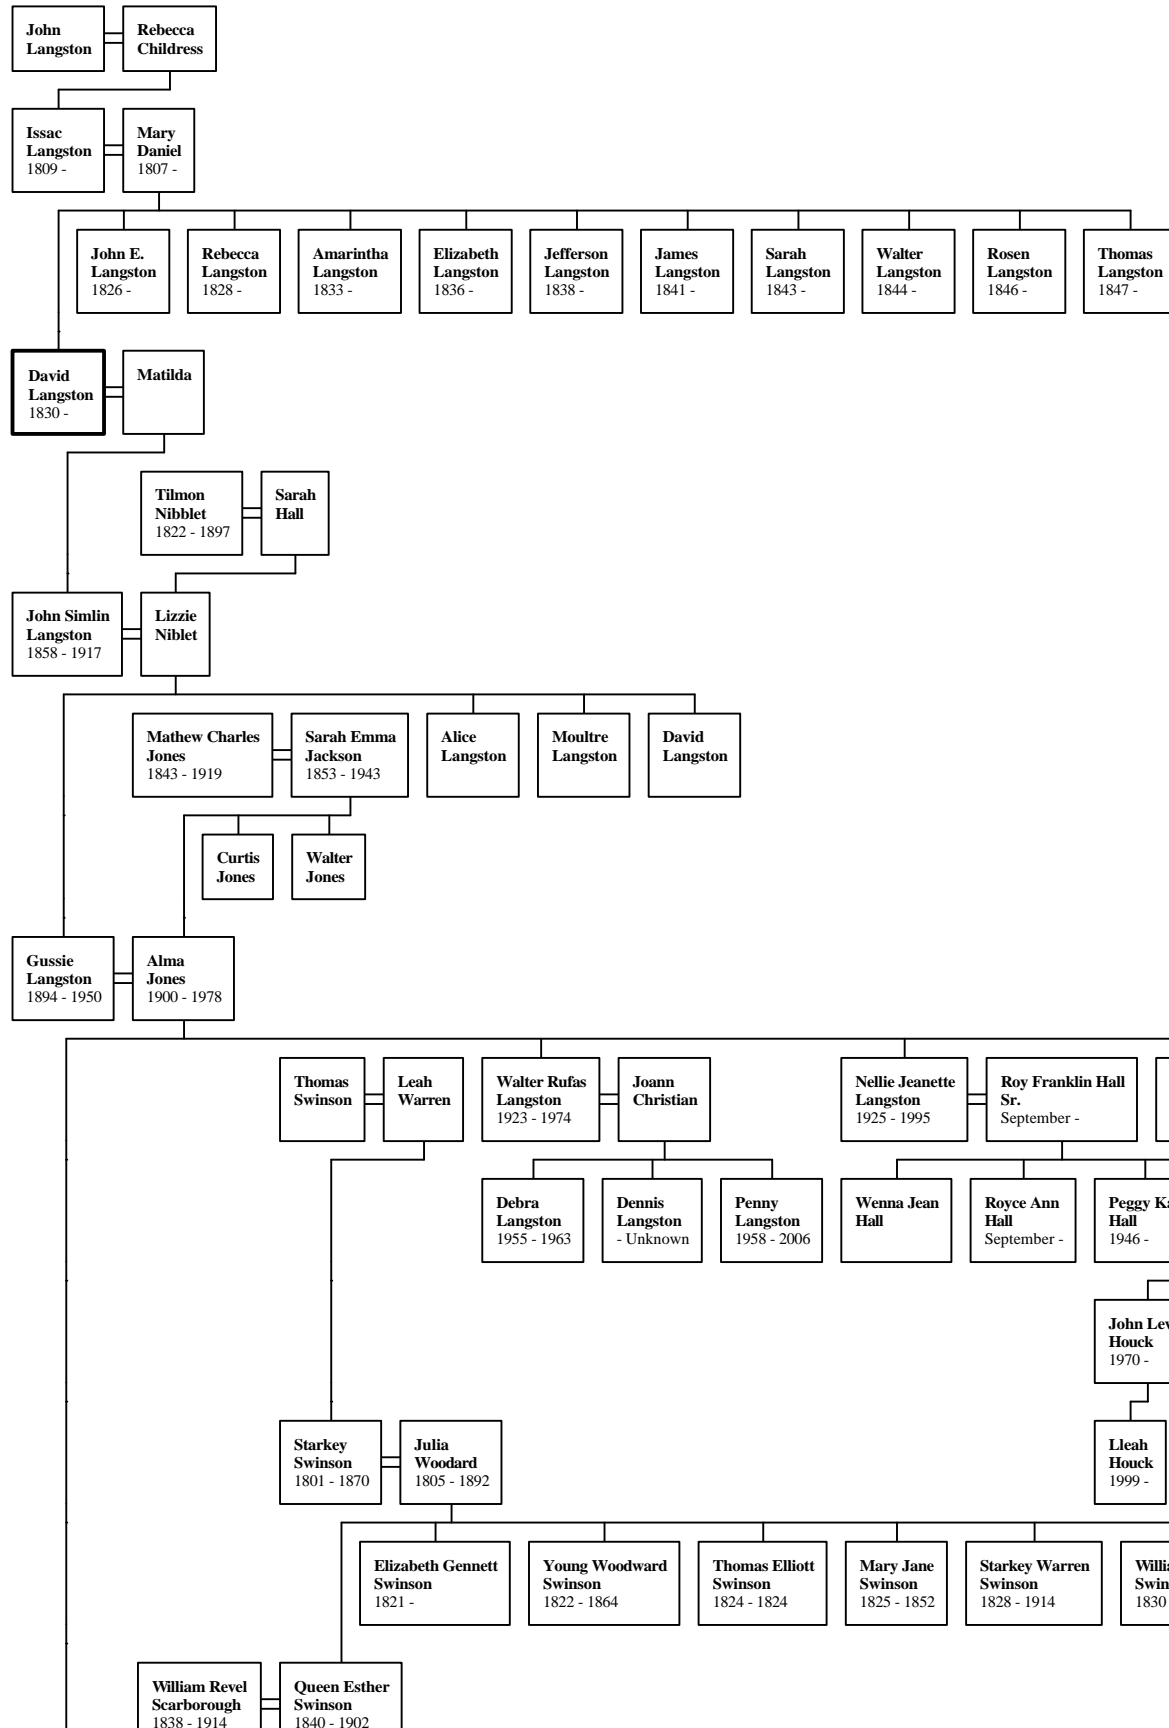 John
Langston
Rebecca
Childress
Issac
Langston
1809 -
Mary
Daniel
1807 -
John E.
Langston
1826 -
Rebecca
Langston
1828 -
Amarintha
Langston
1833 -
Elizabeth
Langston
1836 -
Jefferson
Langston
1838 -
James
Langston
1841 -
Sarah
Langston
1843 -
Walter
Langston
1844 -
Rosen
Langston
1846 -
Thomas
Langston
1847 -
David
Langston
1830 -
Matilda
Tilmon
Nibblet
1822 - 1897
Sarah
Hall
John Simlin
Langston
1858 - 1917
Lizzie
Niblet
Mathew Charles
Jones
1843 - 1919
Sarah Emma
Jackson
1853 - 1943
Alice
Langston
Moultre
Langston
David
Langston
Curtis
Jones
Walter
Jones
Gussie
Langston
1894 - 1950
Alma
Jones
1900 - 1978
Thomas
Swinson
Leah
Warren
Walter Rufas
Langston
1923 - 1974
Joann
Christian
Nellie Jeanette
Langston
1925 - 1995
Roy Franklin Hall
Sr.
September -
Debra
Langston
1955 - 1963
Dennis
Langston
- Unknown
Penny
Langston
1958 - 2006
Wenna Jean
Hall
Royce Ann
Hall
September -
Peggy Ka
Hall
1946 -
John Lev
Houck
1970 -
Starkey
Swinson
1801 - 1870
Julia
Woodard
1805 - 1892
Lleah
Houck
1999 -
Elizabeth Gennett
Swinson
1821 -
Young Woodward
Swinson
1822 - 1864
Thomas Elliott
Swinson
1824 - 1824
Mary Jane
Swinson
1825 - 1852
Starkey Warren
Swinson
1828 - 1914
Willia
Swin
1830
William Revel
Scarborough
1838 - 1914
Queen Esther
Swinson
1840 - 1902